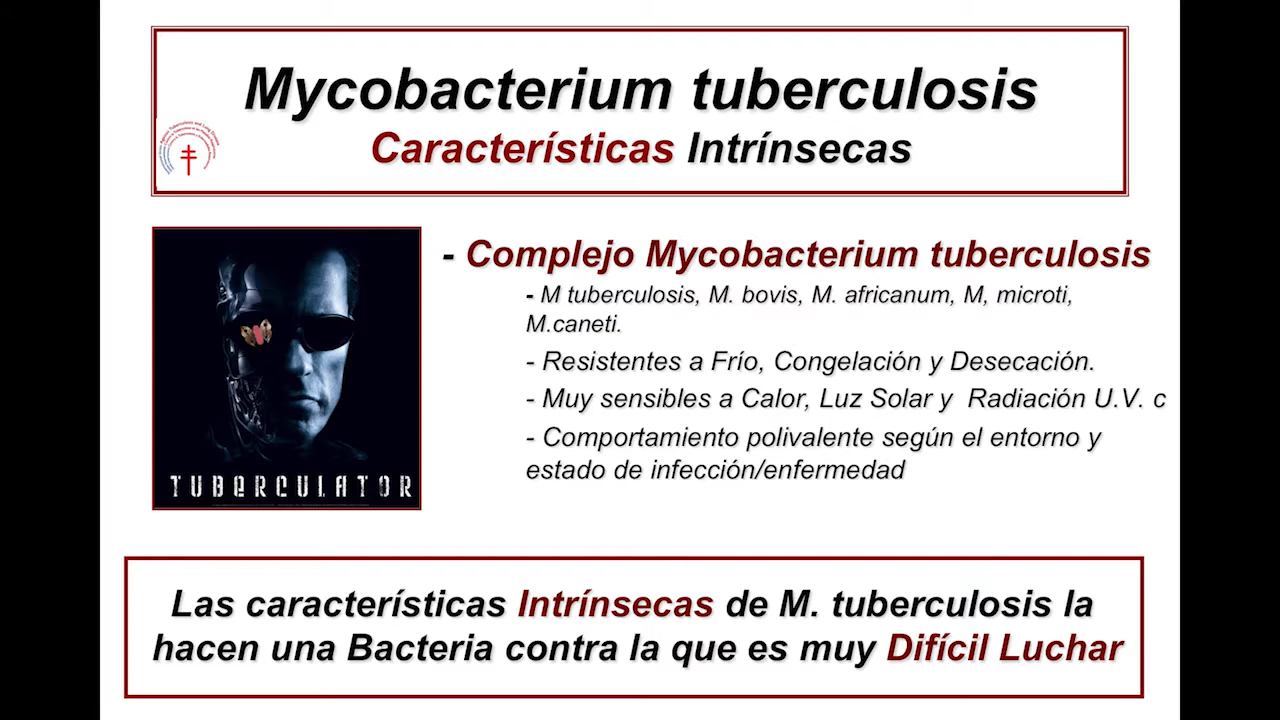 Mycobacterium tuberculosis
Características Intrínsecas
- Complejo Mycobacterium tuberculosis
- M tuberculosis, M. bovis, M. africanum, M, microti,
M.caneti.
- Resistentes a Frío, Congelación y Desecación.
- Muy sensibles a Calor, Luz Solar y Radiación U.V. c
- Comportamiento polivalente según el entorno y
estado de infección/enfermedad
TUBERCULATOR
Las características Intrínsecas de M. tuberculosis la
hacen una Bacteria contra la que es muy Difícil Luchar